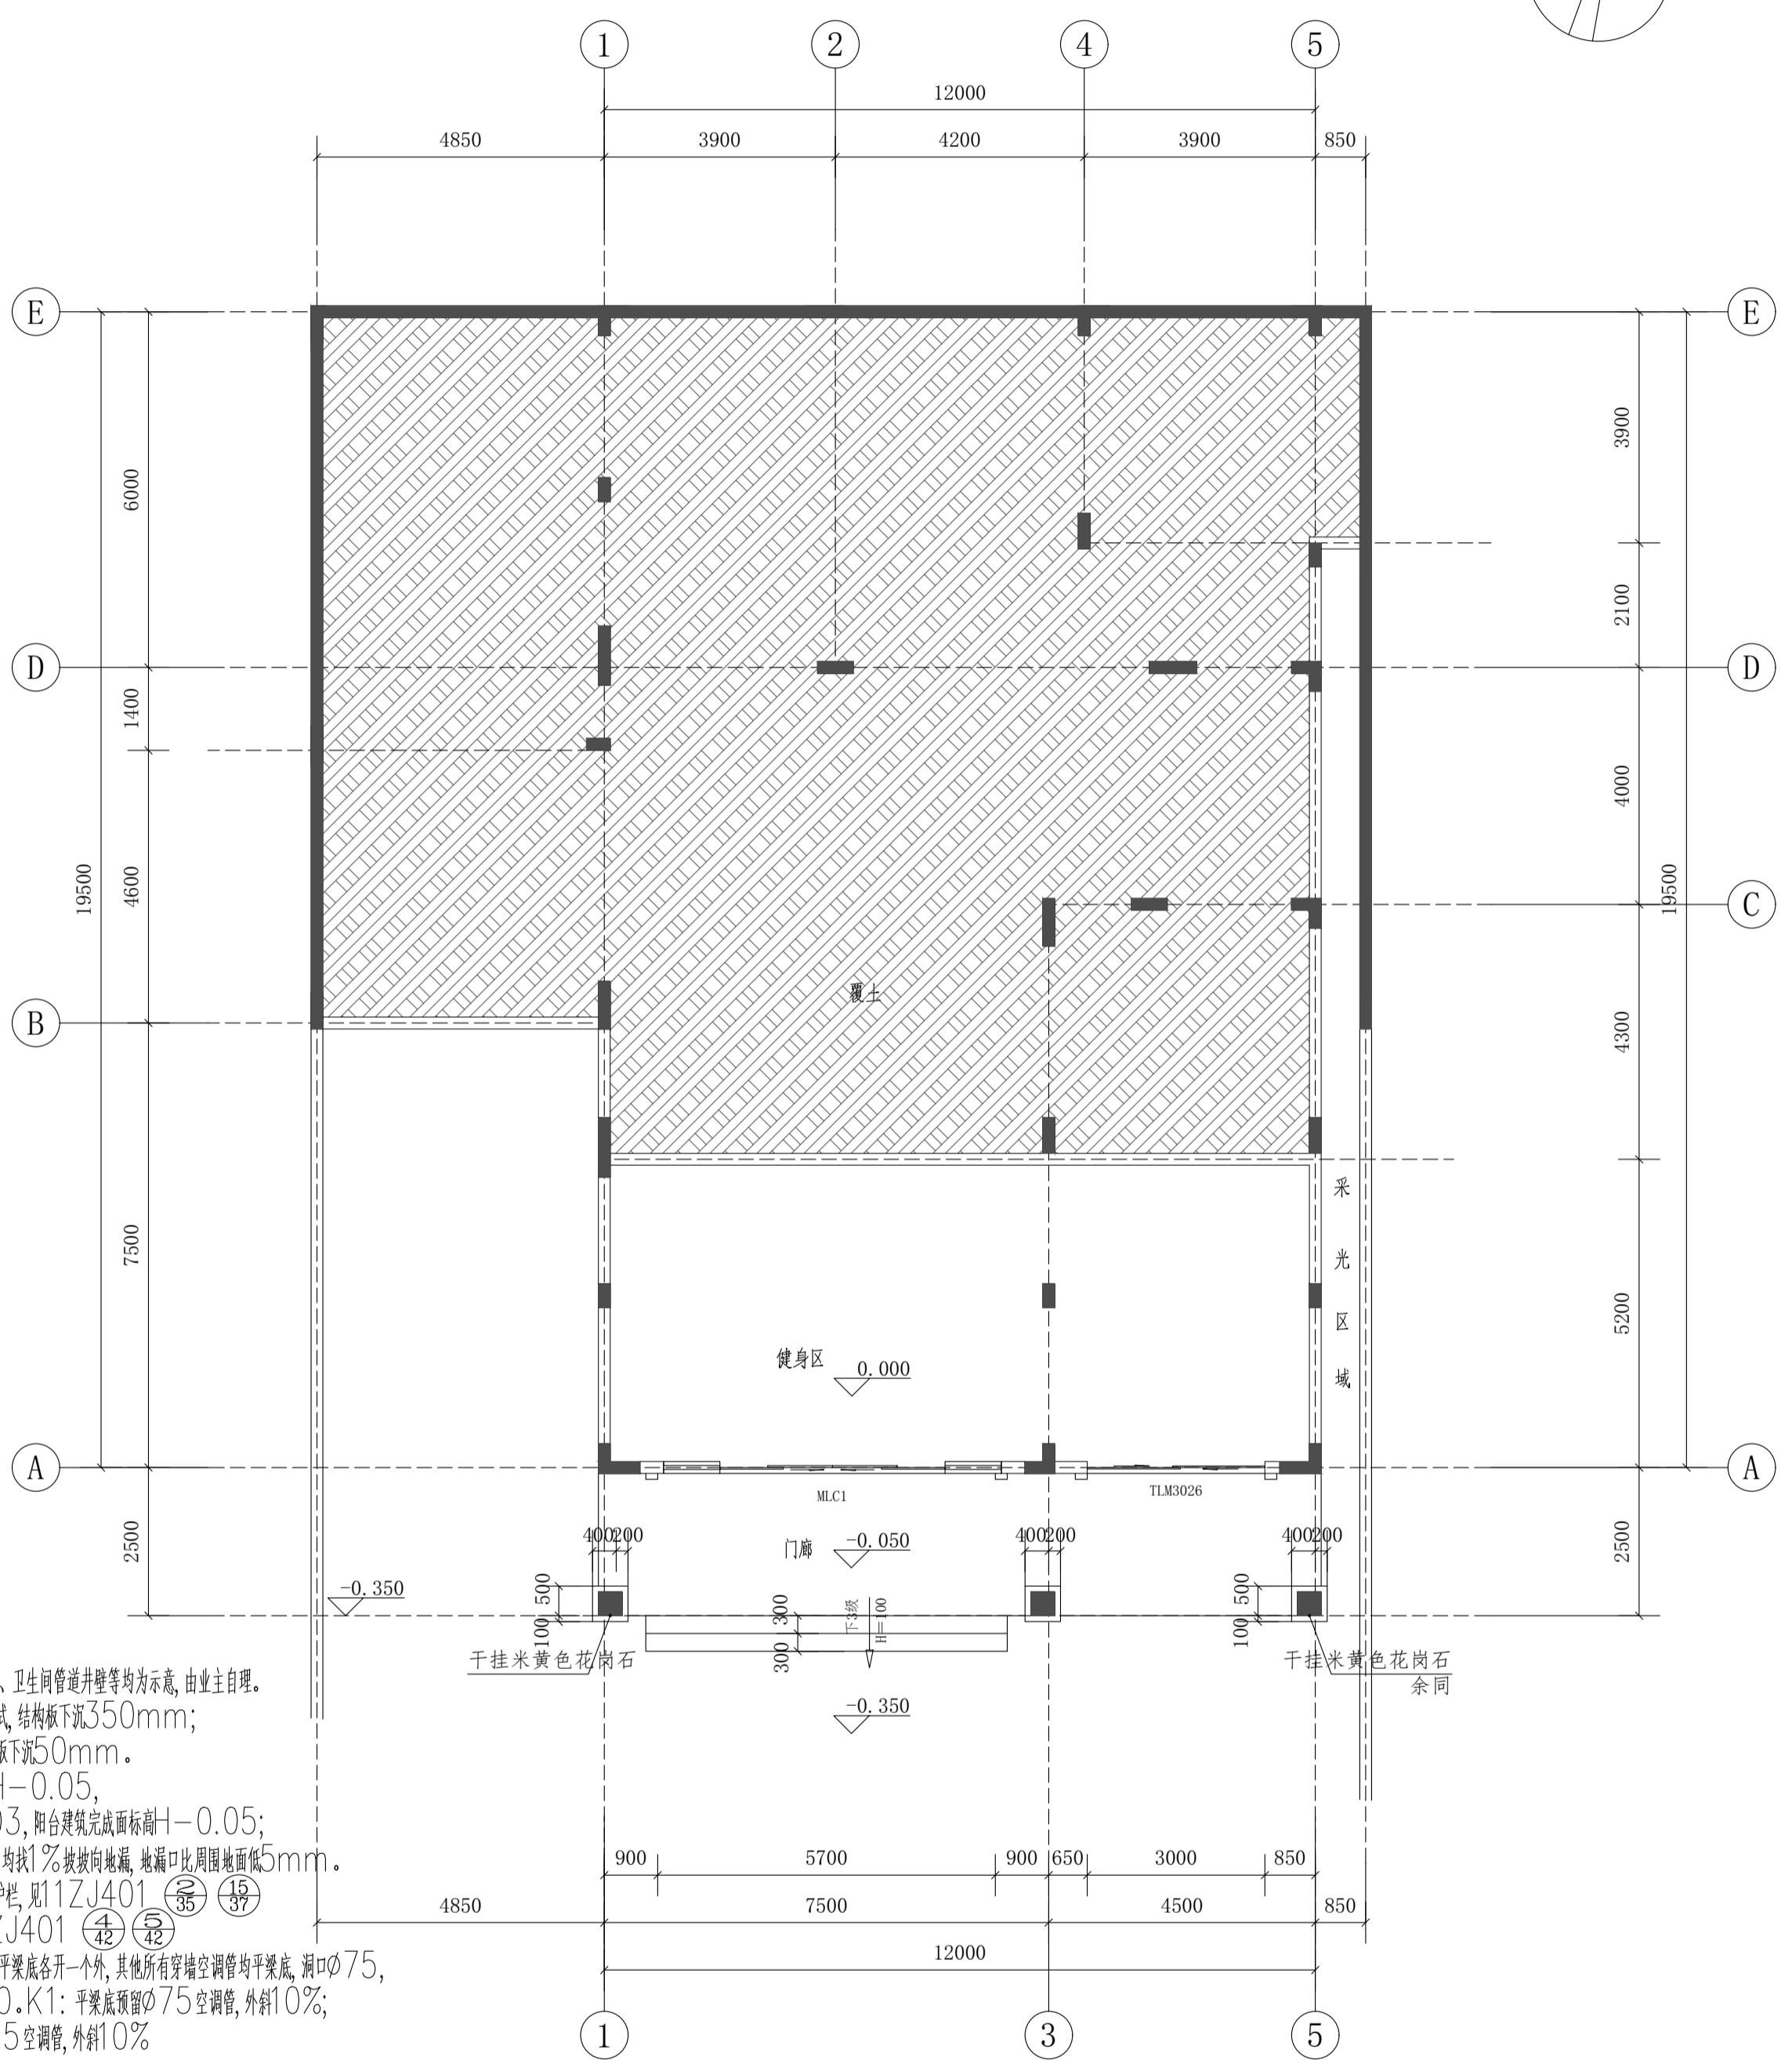 1 2 4 5
12000
4850 3900 4200 3900 850
E E
3900
6000
2100
D D
1400
4000
4600
19500 19500
C
覆土
B
4300
采
光
区
域
7500
5200
健身区
0.000
A A
MLC1
TLM3026
2500 2500
400 200 400 200 400 200
门廊
-0.050
-0.350
500 500
100 100
300
300
下3级
H=100
干挂米黄色花岗石
干挂米黄色花岗石
余同
-0.350
、卫生间管道井壁等均为示意,由业主自理。
式,结构板下沉350mm;
板下沉50mm。
H-0.05,
03,阳台建筑完成面标高H-0.05;
均找1%坡坡向地漏,地漏口比周围地面低5mm。
护栏,见11ZJ401 2/35 15/37
ZJ401 4/42 5/42
平梁底各开一个外,其他所有穿墙空调管均平梁底,洞口Ø75,
0。K1: 平梁底预留Ø75空调管,外斜10%;
5空调管,外斜10%
900 5700 900 650 3000 850
4850 7500 4500 850
12000
1 3 5